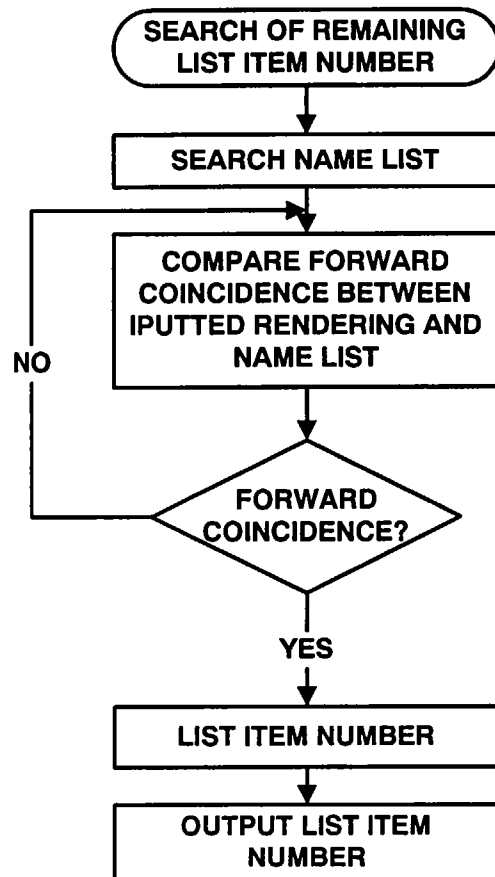 SEARCH OF REMAINING
LIST ITEM NUMBER
SEARCH NAME LIST
COMPARE FORWARD
COINCIDENCE BETWEEN
IPUTTED RENDERING AND
NAME LIST
NO
FORWARD
COINCIDENCE?
YES
LIST ITEM NUMBER
OUTPUT LIST ITEM
NUMBER